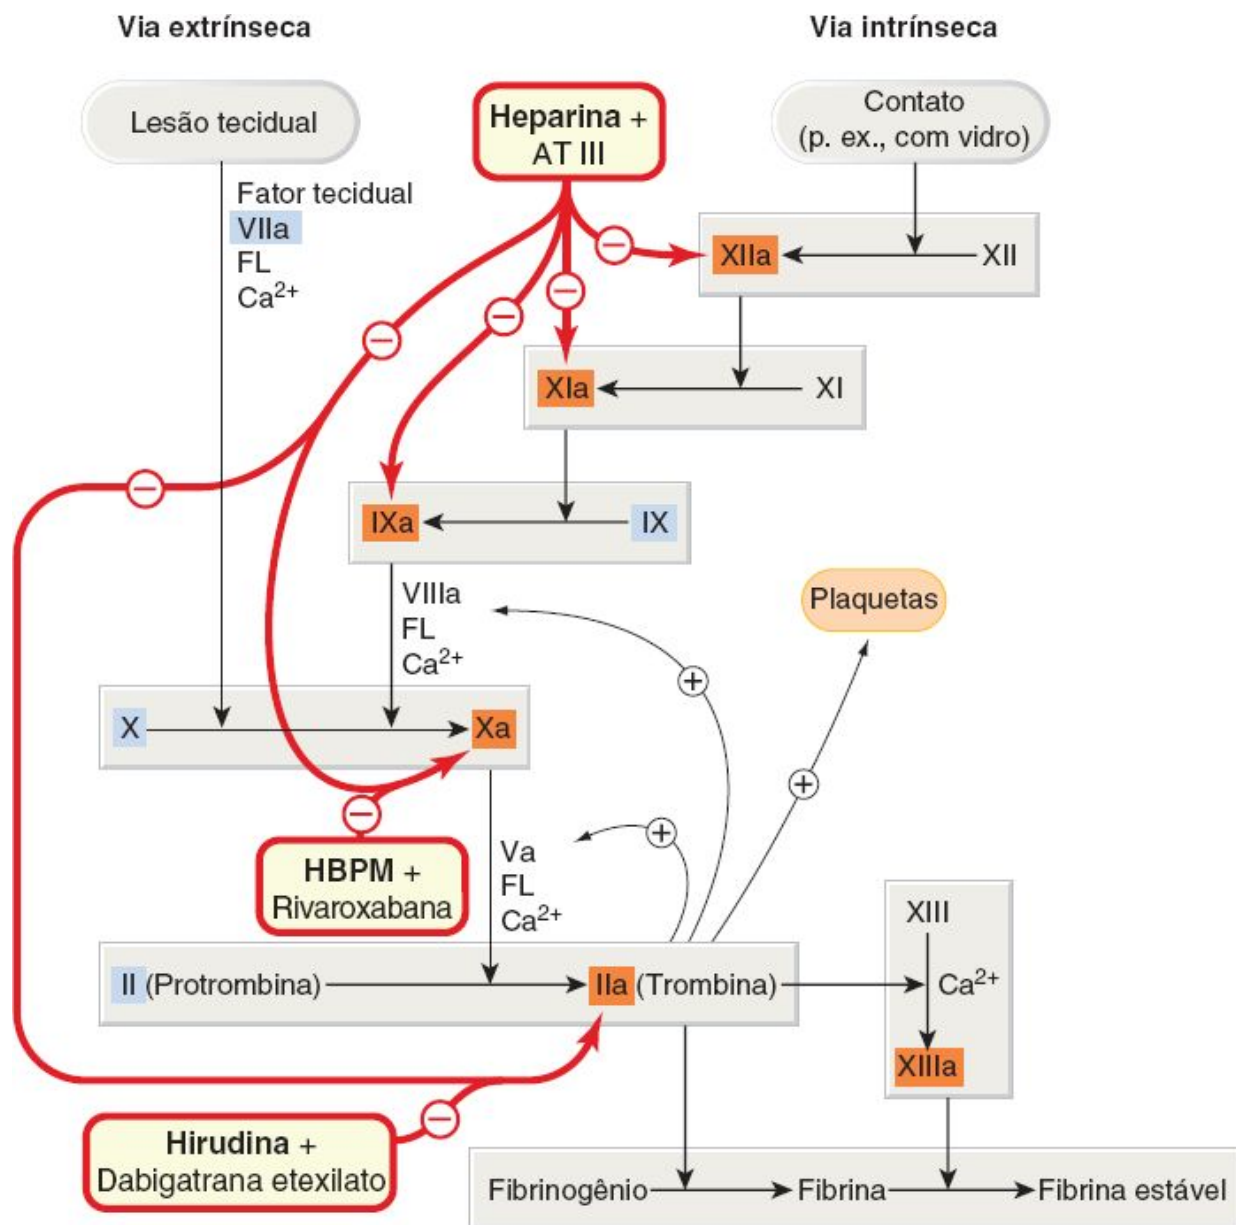 Via extrínseca
Via intrínseca
Lesão tecidual
Heparina +
AT III
Contato
(p. ex., com vidro)
Fator tecidual
VIIa
FL
Ca²⁺
−
XIIa
XII
−
−
−
XIa
XI
−
IXa
IX
VIIIa
FL
Ca²⁺
Plaquetas
+
X
Xa
+
−
HBPM +
Rivaroxabana
+
Va
FL
Ca²⁺
II (Protrombina)
IIa (Trombina)
XIII
Ca²⁺
XIIIa
−
Hirudina +
Dabigatrana etexilato
Fibrinogênio
Fibrina
Fibrina estável